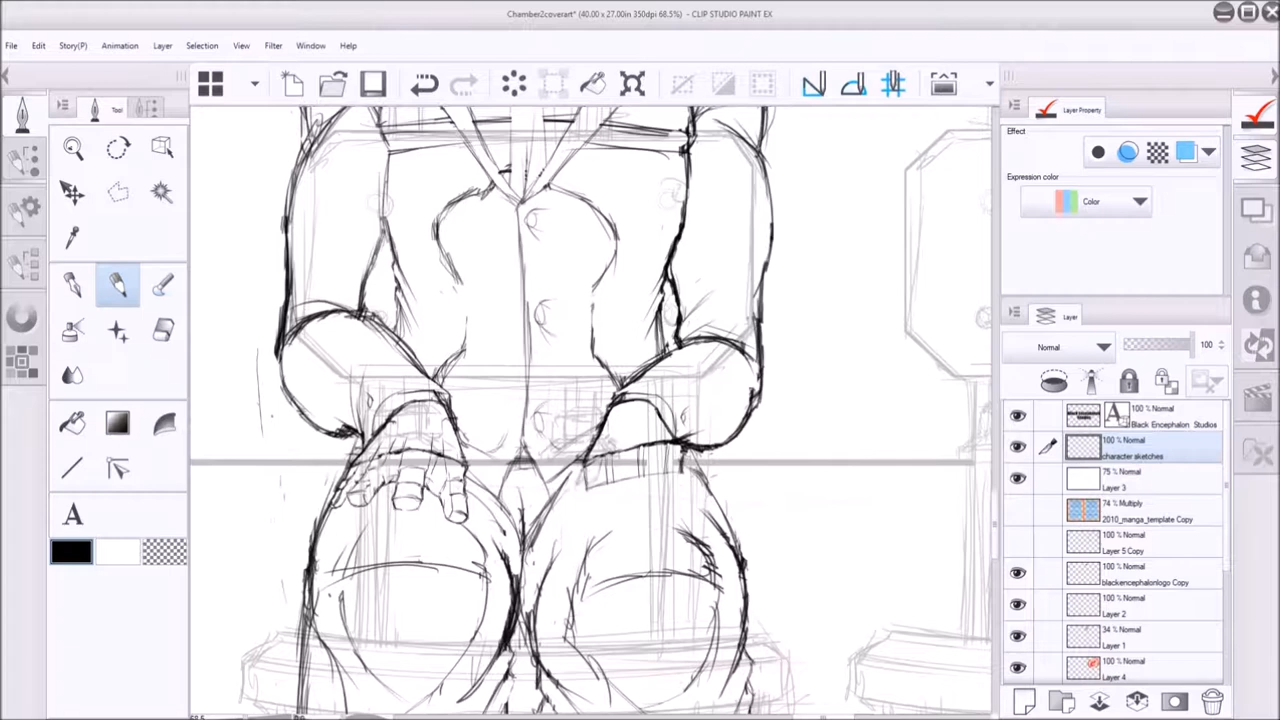 Chamber2coverart* (40.00 x 27.00in 350dpi 68.5%) - CLIP STUDIO PAINT EX
File Edit Story(P) Animation Layer Selection View Filter Window Help
Tool
Layer Property
Effect
Expression color
Color
Layer
Normal 100
100 % Normal
Black Encephalon Studios
100 % Normal
character sketches
75 % Normal
Layer 3
74 % Multiply
2010_manga_template Copy
100 % Normal
Layer 5 Copy
100 % Normal
blackencephalonlogo Copy
100 % Normal
Layer 2
34 % Normal
Layer 1
100 % Normal
Layer 4
A